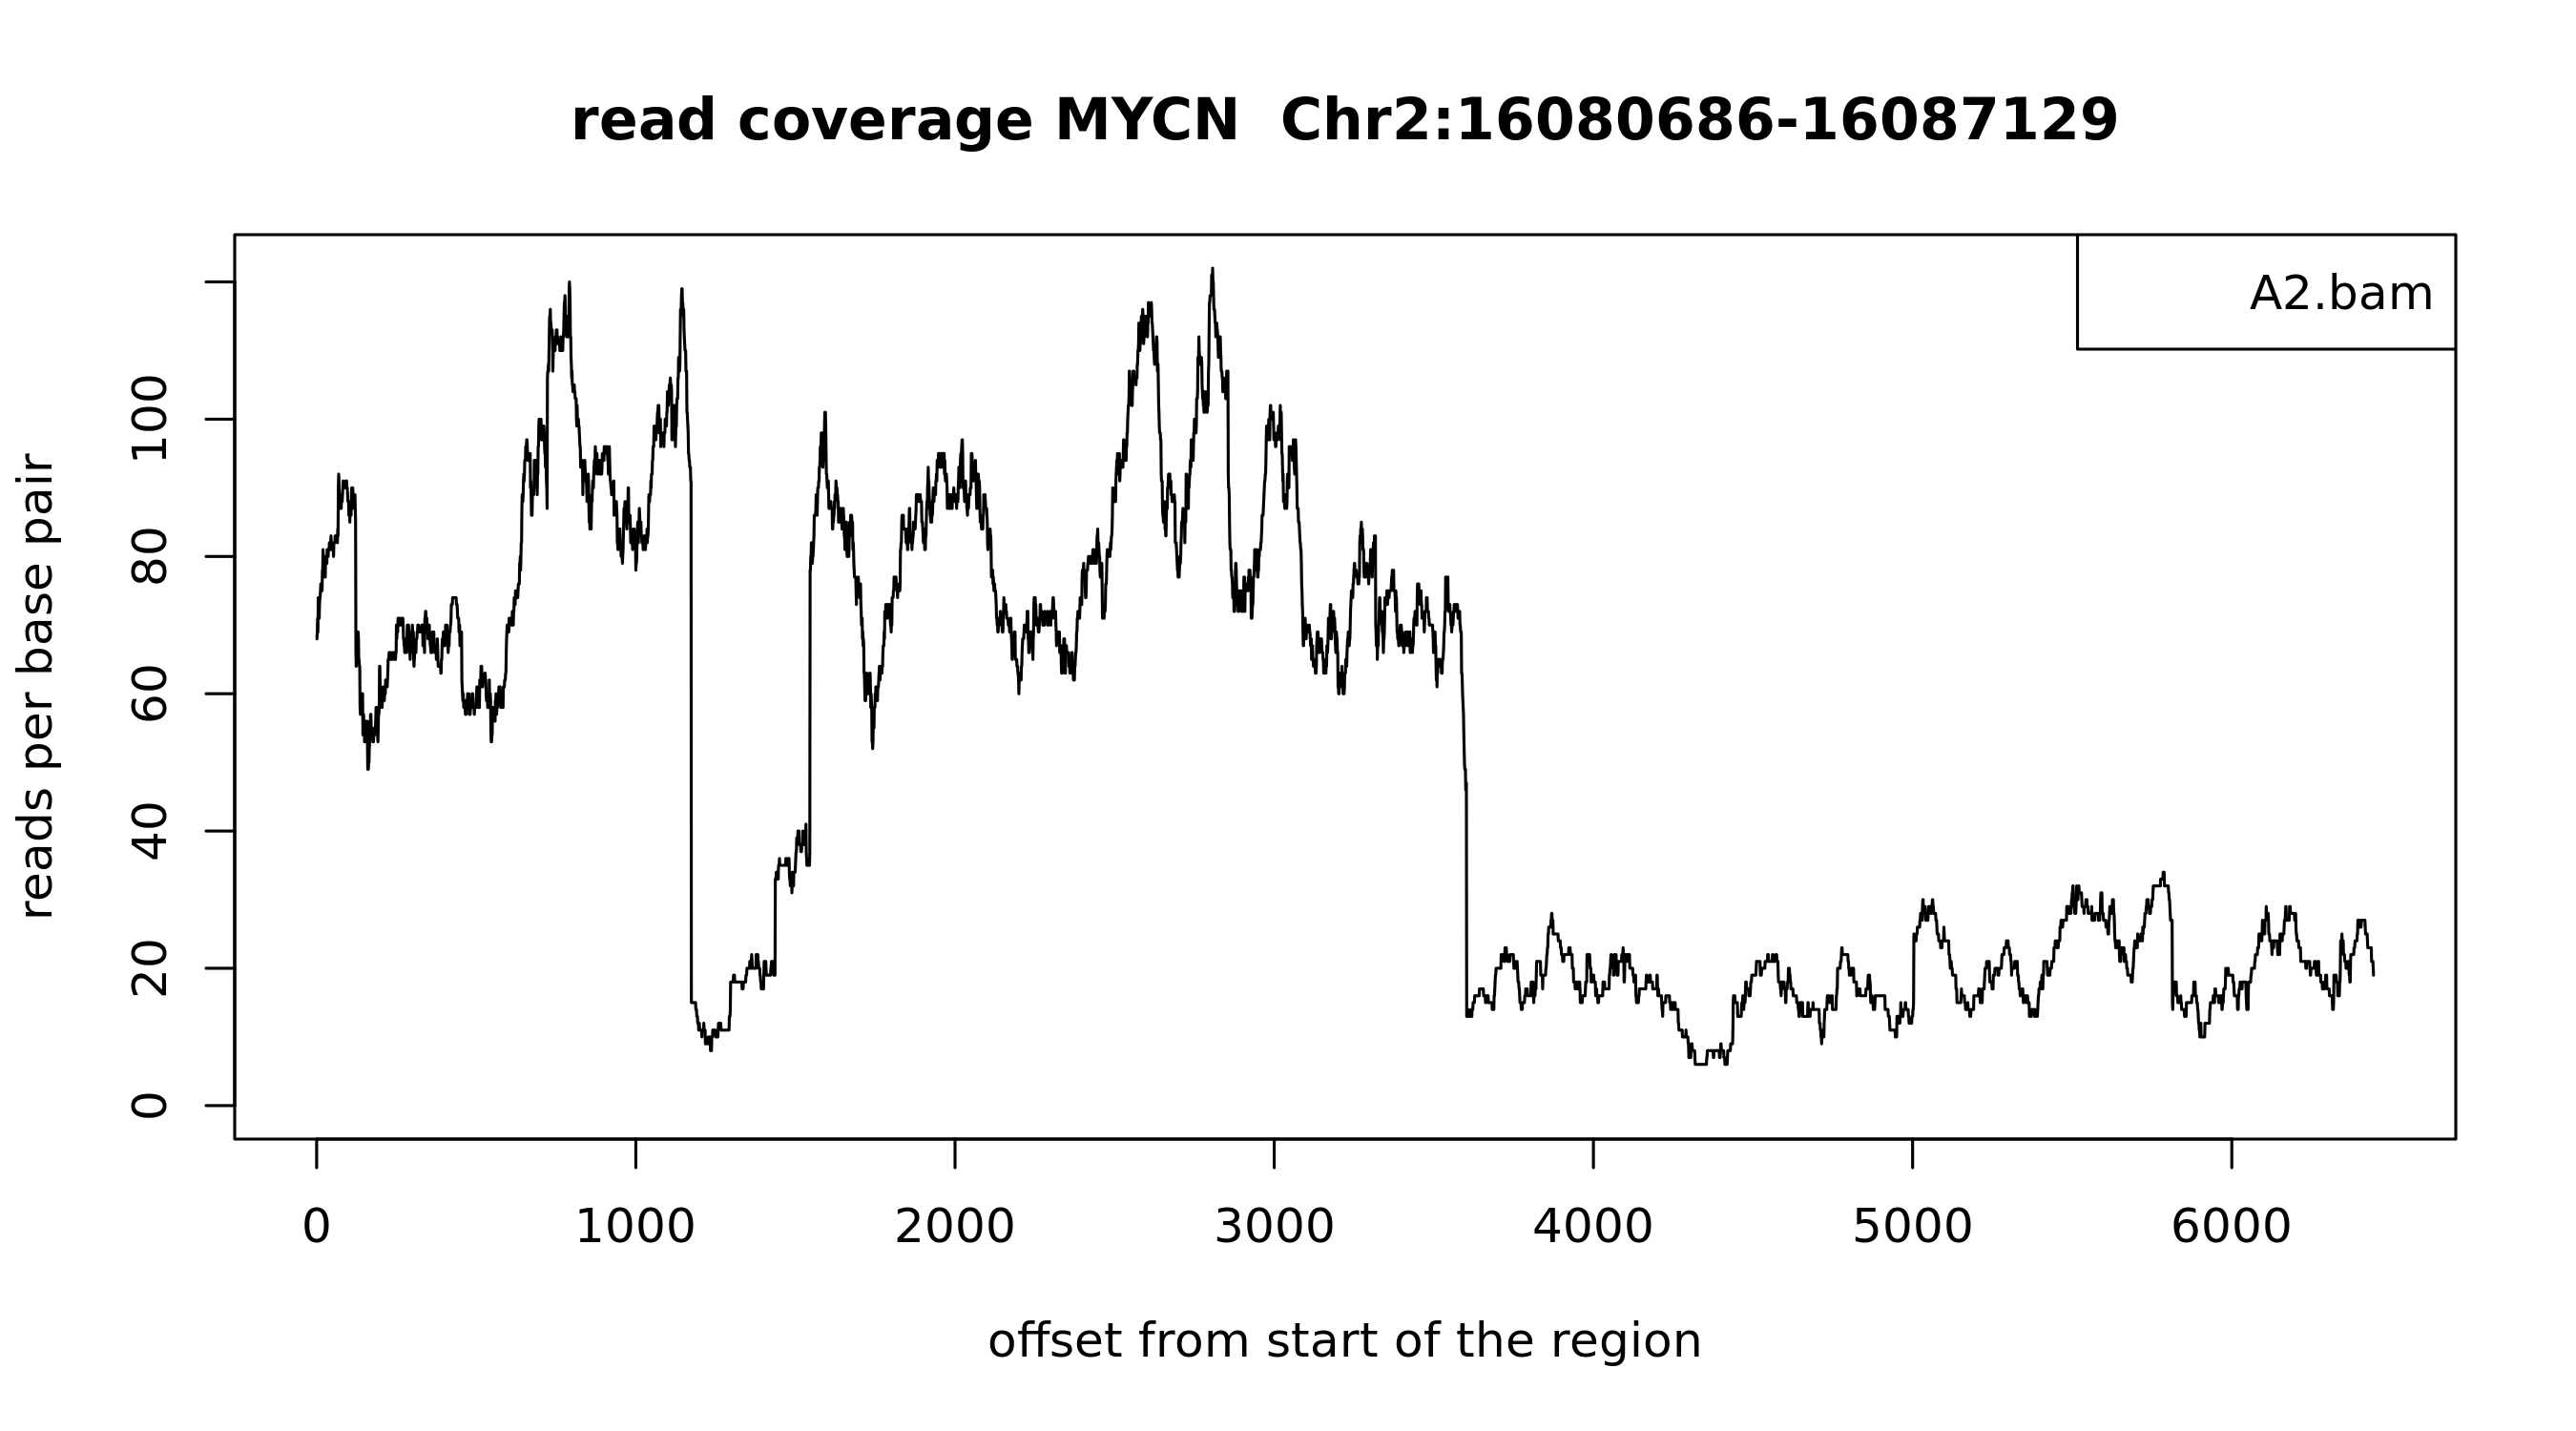 read coverage MYCN  Chr2:16080686-16087129
A2.bam
reads per base pair
100
80
60
40
20
0
0 1000 2000 3000 4000 5000 6000
offset from start of the region